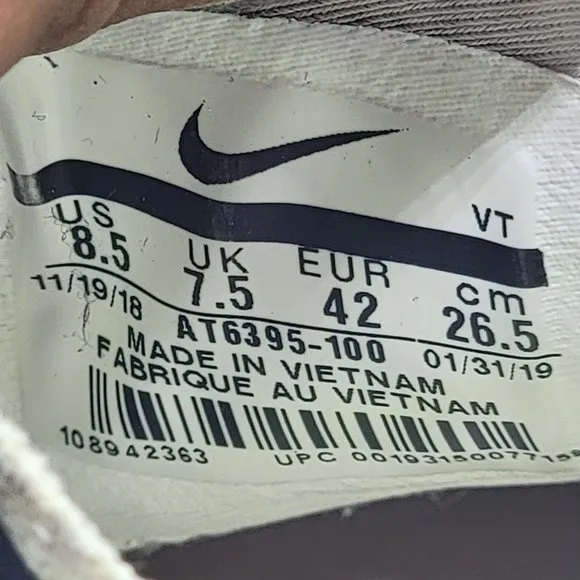 VT
US UK EUR cm
8.5 7.5 42 26.5
11/19/18 AT6395-100 01/31/19
MADE IN VIETNAM
FABRIQUE AU VIETNAM
108942363 UPC